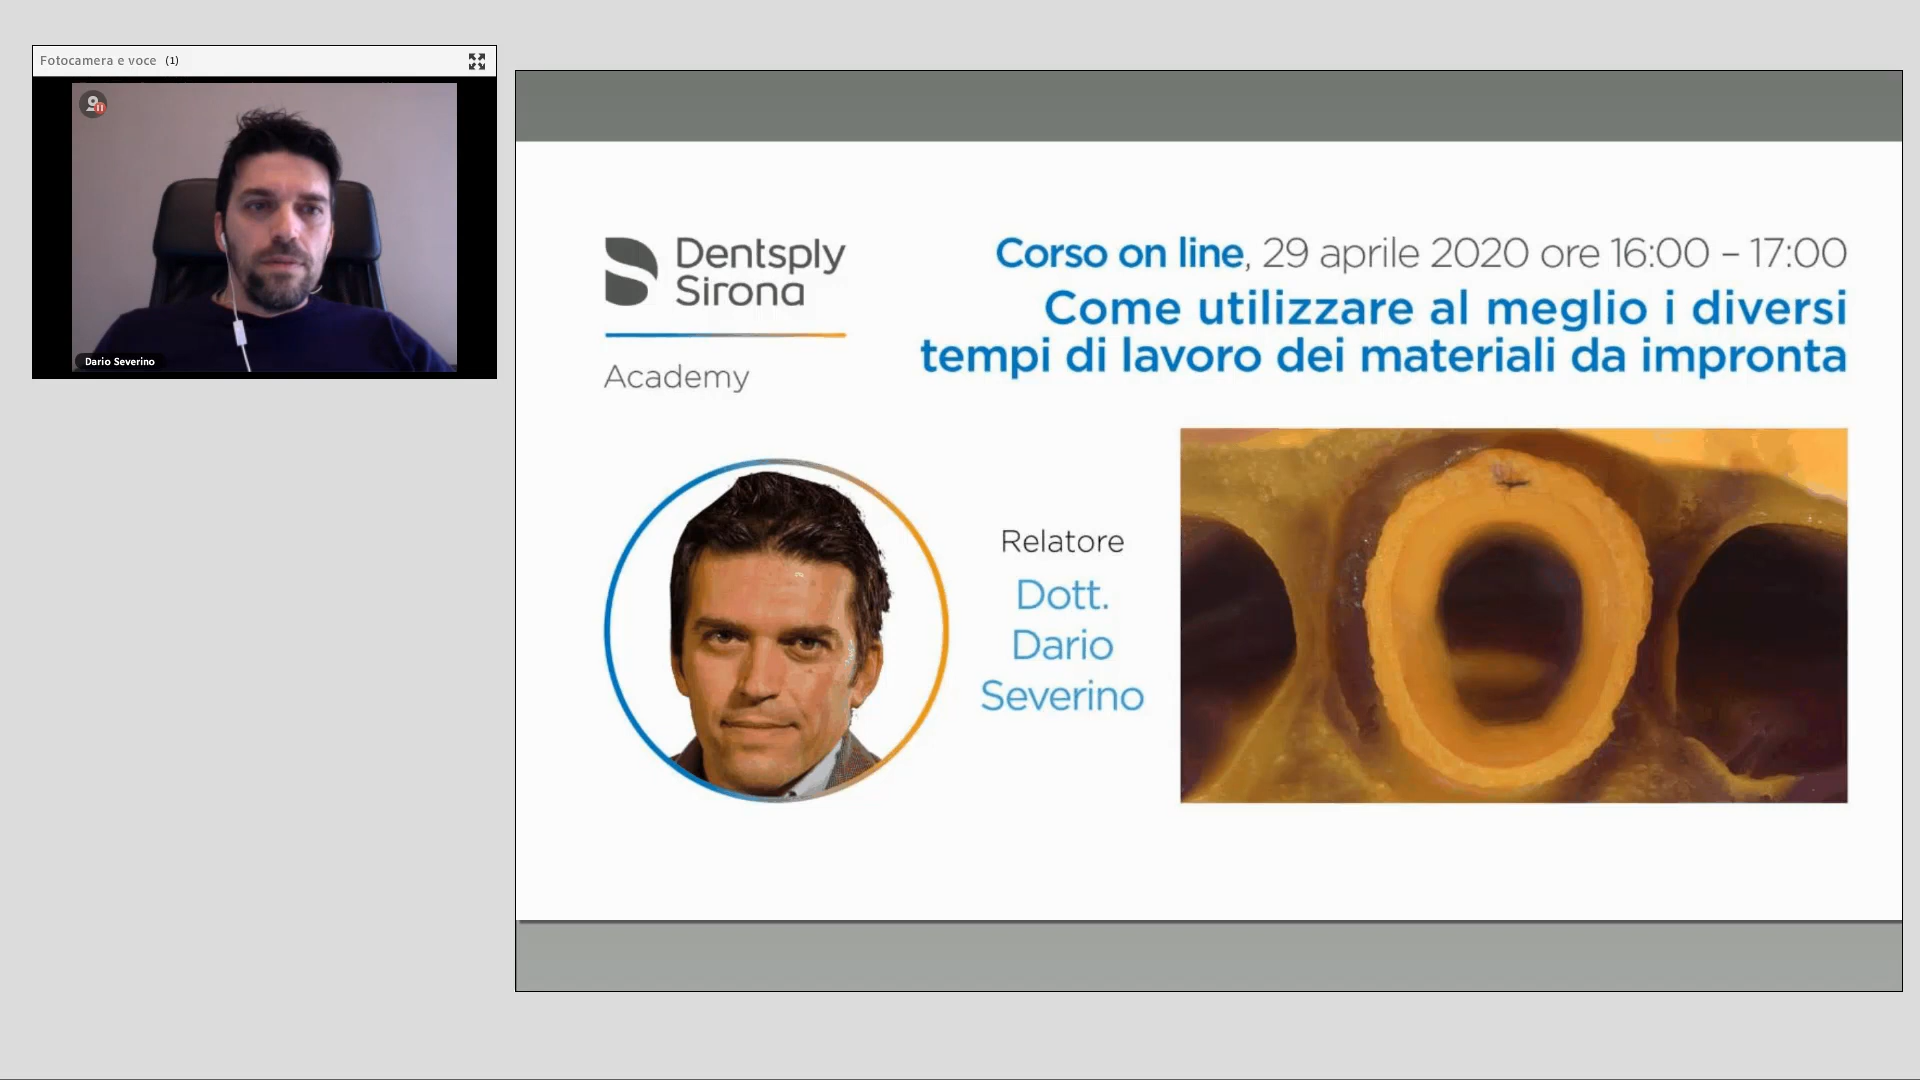 Fotocamera e voce (1)
Dario Severino
Dentsply
Sirona
Academy
Corso on line, 29 aprile 2020 ore 16:00 – 17:00
Come utilizzare al meglio i diversi
tempi di lavoro dei materiali da impronta
Relatore
Dott.
Dario
Severino